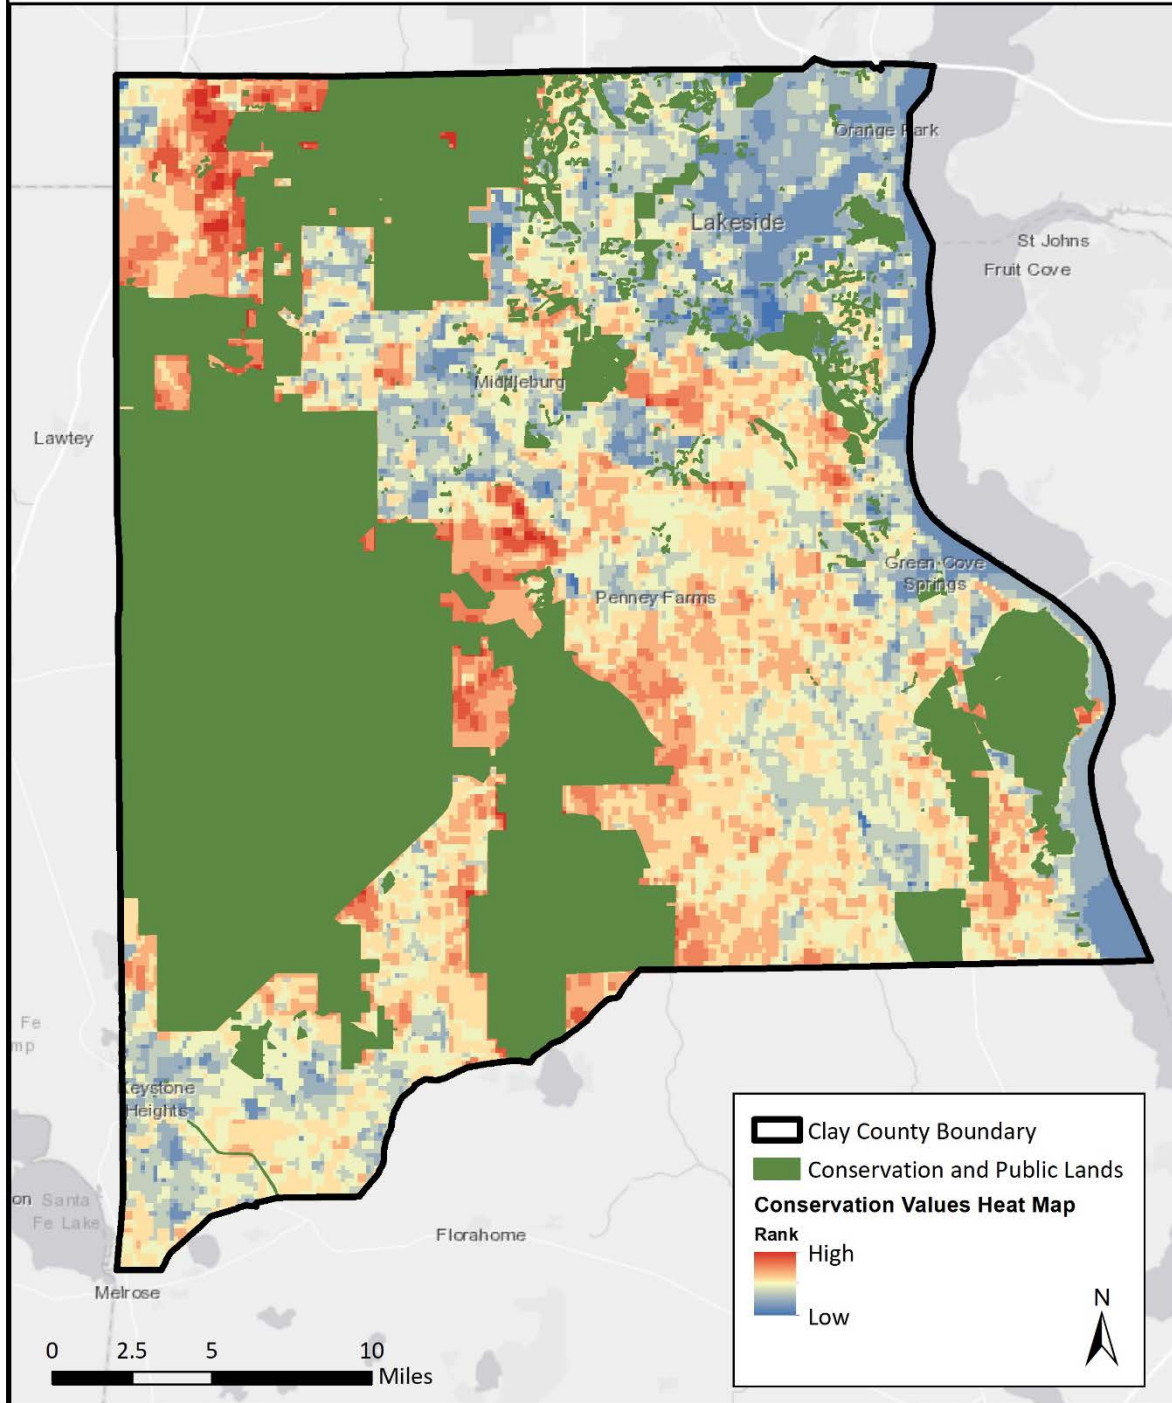 Orange Park
Lakeside
St Johns
Fruit Cove
Middleburg
Lawtey
Green Cove
Springs
Penney Farms
Fe
mp
Keystone
Heights
on Santa
Fe Lake
Florahome
Melrose
0 2.5 5 10
Miles
Clay County Boundary
Conservation and Public Lands
Conservation Values Heat Map
Rank
High
Low
N